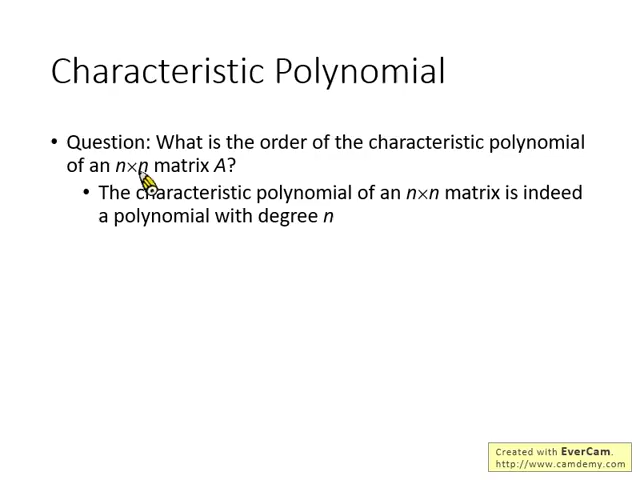 Characteristic Polynomial
• Question: What is the order of the characteristic polynomial
of an n×n matrix A?
• The characteristic polynomial of an n×n matrix is indeed
a polynomial with degree n
Created with EverCam.
http://www.camdemy.com